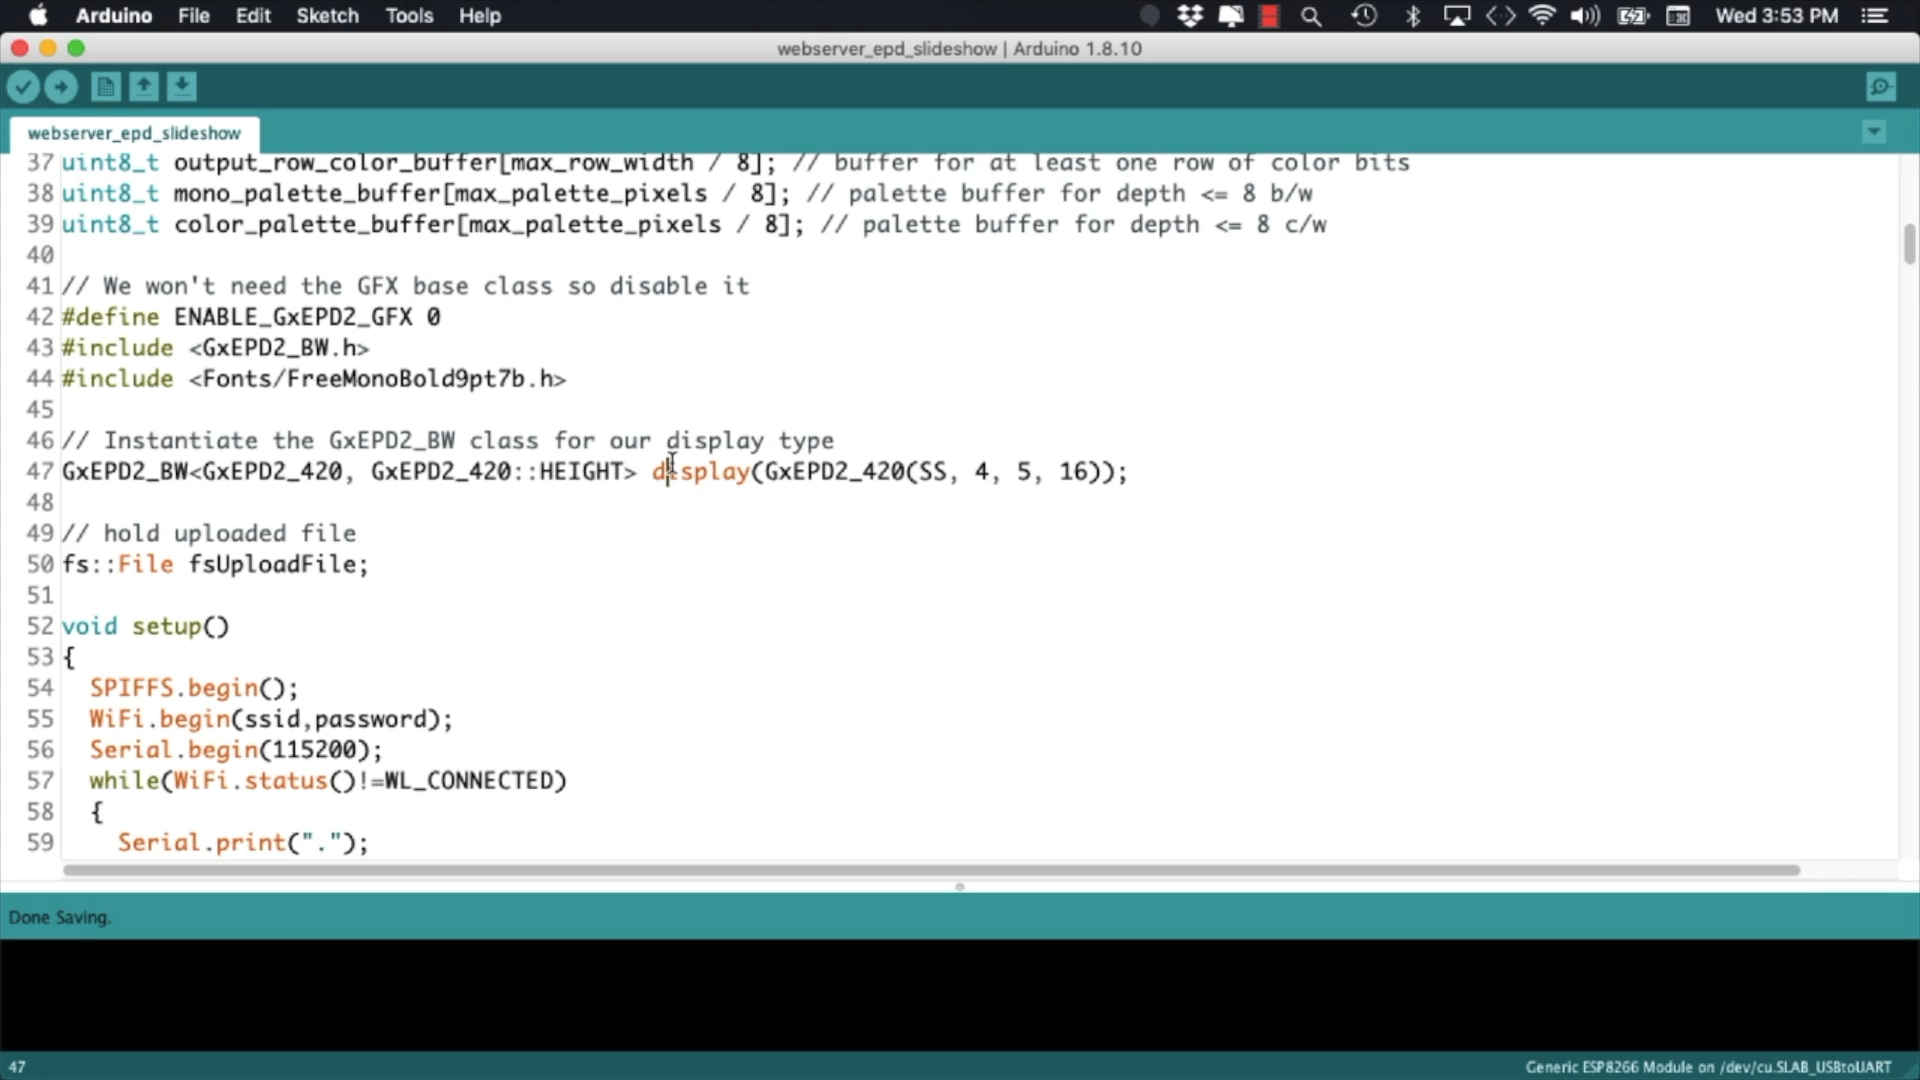 Arduino File Edit Sketch Tools Help Wed 3:53 PM
webserver_epd_slideshow | Arduino 1.8.10
webserver_epd_slideshow
37 uint8_t output_row_color_buffer[max_row_width / 8]; // buffer for at least one row of color bits
38 uint8_t mono_palette_buffer[max_palette_pixels / 8]; // palette buffer for depth <= 8 b/w
39 uint8_t color_palette_buffer[max_palette_pixels / 8]; // palette buffer for depth <= 8 c/w
40
41 // We won't need the GFX base class so disable it
42 #define ENABLE_GxEPD2_GFX 0
43 #include <GxEPD2_BW.h>
44 #include <Fonts/FreeMonoBold9pt7b.h>
45
46 // Instantiate the GxEPD2_BW class for our display type
47 GxEPD2_BW<GxEPD2_420, GxEPD2_420::HEIGHT> display(GxEPD2_420(SS, 4, 5, 16));
48
49 // hold uploaded file
50 fs::File fsUploadFile;
51
52 void setup()
53 {
54 SPIFFS.begin();
55 WiFi.begin(ssid,password);
56 Serial.begin(115200);
57 while(WiFi.status()!=WL_CONNECTED)
58 {
59 Serial.print(".");
Done Saving.
47 Generic ESP8266 Module on /dev/cu.SLAB_USBtoUART